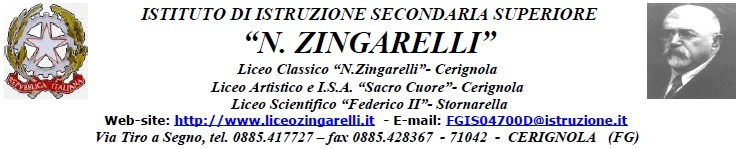 ISTITUTO DI ISTRUZIONE SECONDARIA SUPERIORE
“N. ZINGARELLI”
Liceo Classico “N.Zingarelli”- Cerignola
Liceo Artistico e I.S.A. “Sacro Cuore”- Cerignola
Liceo Scientifico “Federico II”- Stornarella
Web-site: http://www.liceozingarelli.it - E-mail: FGIS04700D@istruzione.it
Via Tiro a Segno, tel. 0885.417727 – fax 0885.428367 - 71042 - CERIGNOLA (FG)
REPVBBLICA ITALIANA